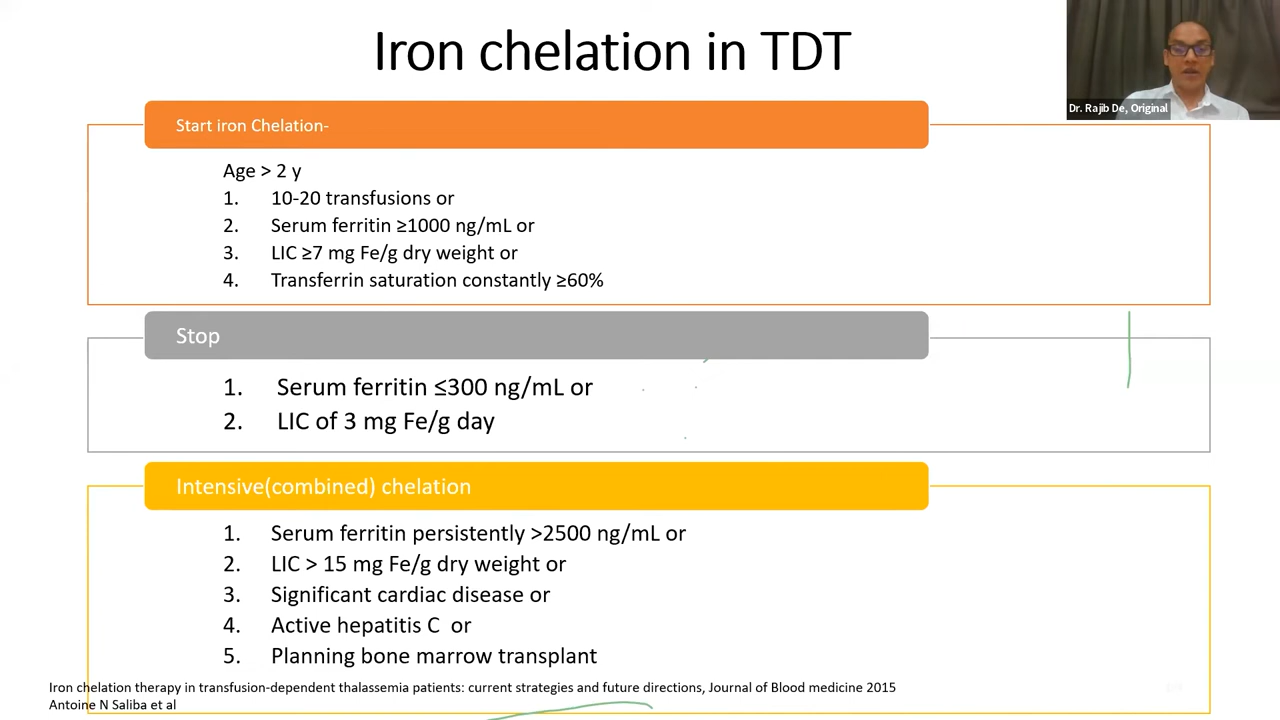 Iron chelation in TDT
Dr. Rajib De, Original
Start iron Chelation-
Age > 2 y
1. 10-20 transfusions or
2. Serum ferritin ≥1000 ng/mL or
3. LIC ≥7 mg Fe/g dry weight or
4. Transferrin saturation constantly ≥60%
Stop
1. Serum ferritin ≤300 ng/mL or
2. LIC of 3 mg Fe/g day
Intensive(combined) chelation
1. Serum ferritin persistently >2500 ng/mL or
2. LIC > 15 mg Fe/g dry weight or
3. Significant cardiac disease or
4. Active hepatitis C or
5. Planning bone marrow transplant
Iron chelation therapy in transfusion-dependent thalassemia patients: current strategies and future directions, Journal of Blood medicine 2015
Antoine N Saliba et al